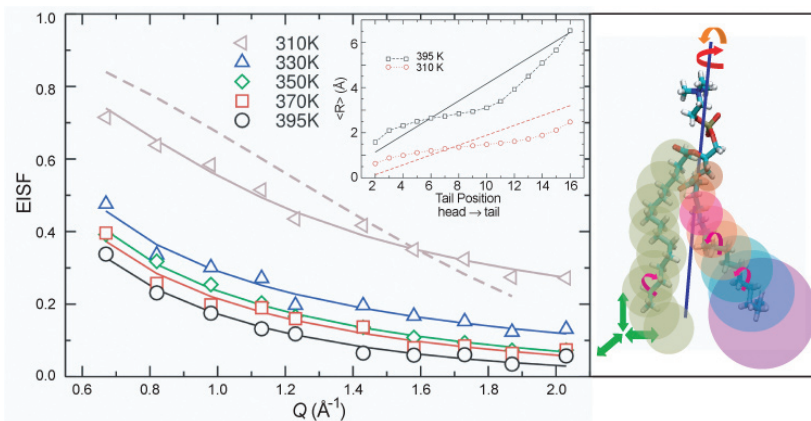 1.0
0.8
0.6
0.4
0.2
0.0
EISF
0.6 0.8 1.0 1.2 1.4 1.6 1.8 2.0
Q (Å⁻¹)
310K
330K
350K
370K
395K
6
4
2
0
<R> (Å)
395 K
310 K
2 4 6 8 10 12 14 16
Tail Position
head → tail